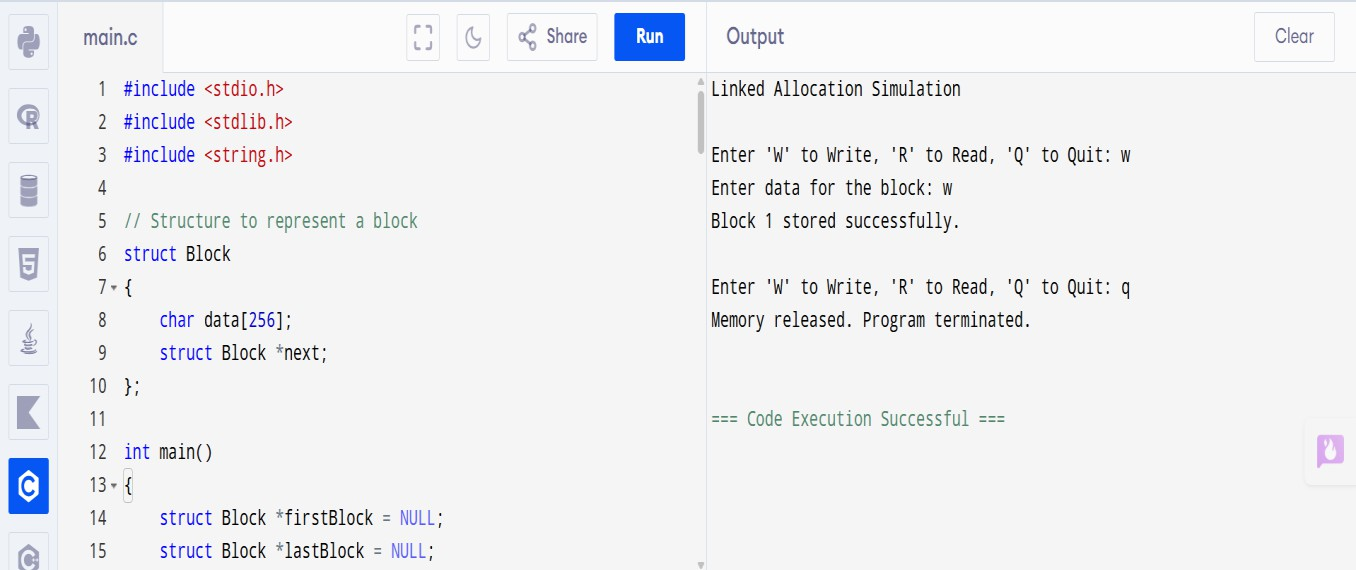 main.c
Share
Run
Output
Clear
1 #include <stdio.h>
2 #include <stdlib.h>
3 #include <string.h>
4
5 // Structure to represent a block
6 struct Block
7 {
8     char data[256];
9     struct Block *next;
10 };
11
12 int main()
13 {
14     struct Block *firstBlock = NULL;
15     struct Block *lastBlock = NULL;
Linked Allocation Simulation
Enter 'W' to Write, 'R' to Read, 'Q' to Quit: w
Enter data for the block: w
Block 1 stored successfully.
Enter 'W' to Write, 'R' to Read, 'Q' to Quit: q
Memory released. Program terminated.
=== Code Execution Successful ===